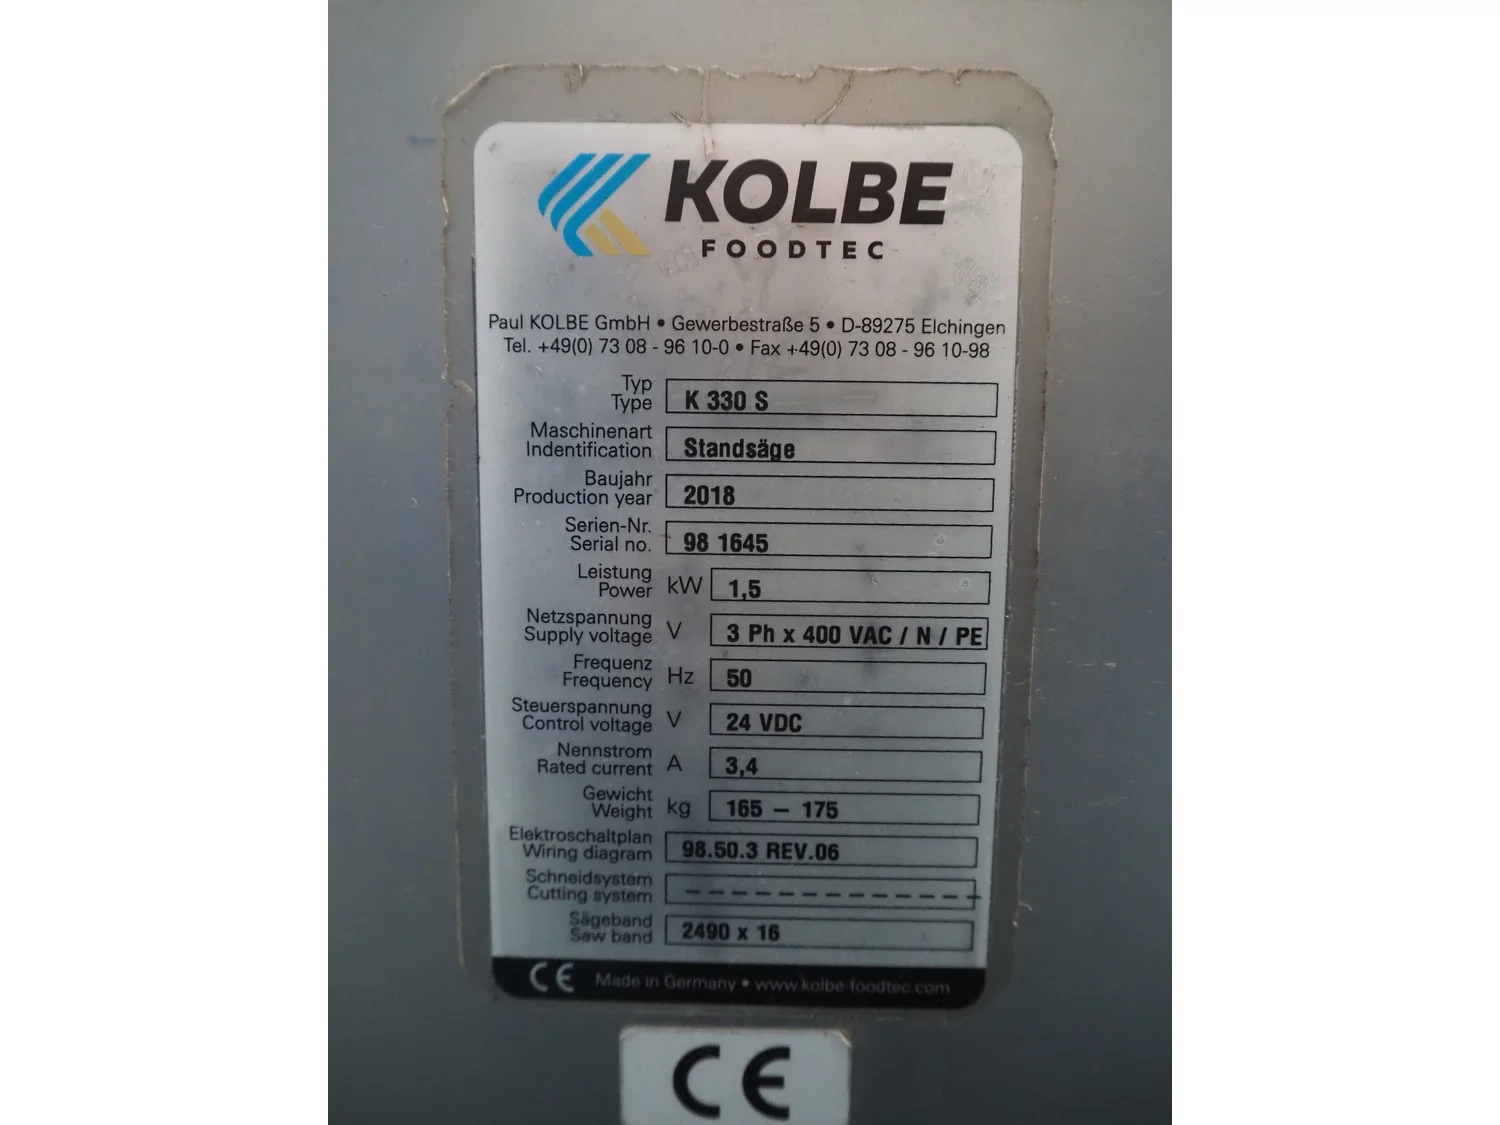 KOLBE
FOODTEC
Paul KOLBE GmbH • Gewerbestraße 5 • D-89275 Elchingen
Tel. +49(0) 73 08 - 96 10-0 • Fax +49(0) 73 08 - 96 10-98
Typ
Type K 330 S
Maschinenart
Indentification Standsäge
Baujahr
Production year 2018
Serien-Nr.
Serial no. 98 1645
Leistung
Power kW 1,5
Netzspannung
Supply voltage V 3 Ph x 400 VAC / N / PE
Frequenz
Frequency Hz 50
Steuerspannung
Control voltage V 24 VDC
Nennstrom
Rated current A 3,4
Gewicht
Weight kg 165 – 175
Elektroschaltplan
Wiring diagram 98.50.3 REV.06
Schneidsystem
Cutting system – – – – – – – – – – – – – – –
Sägeband
Saw band 2490 x 16
CE Made in Germany • www.kolbe-foodtec.com
CE